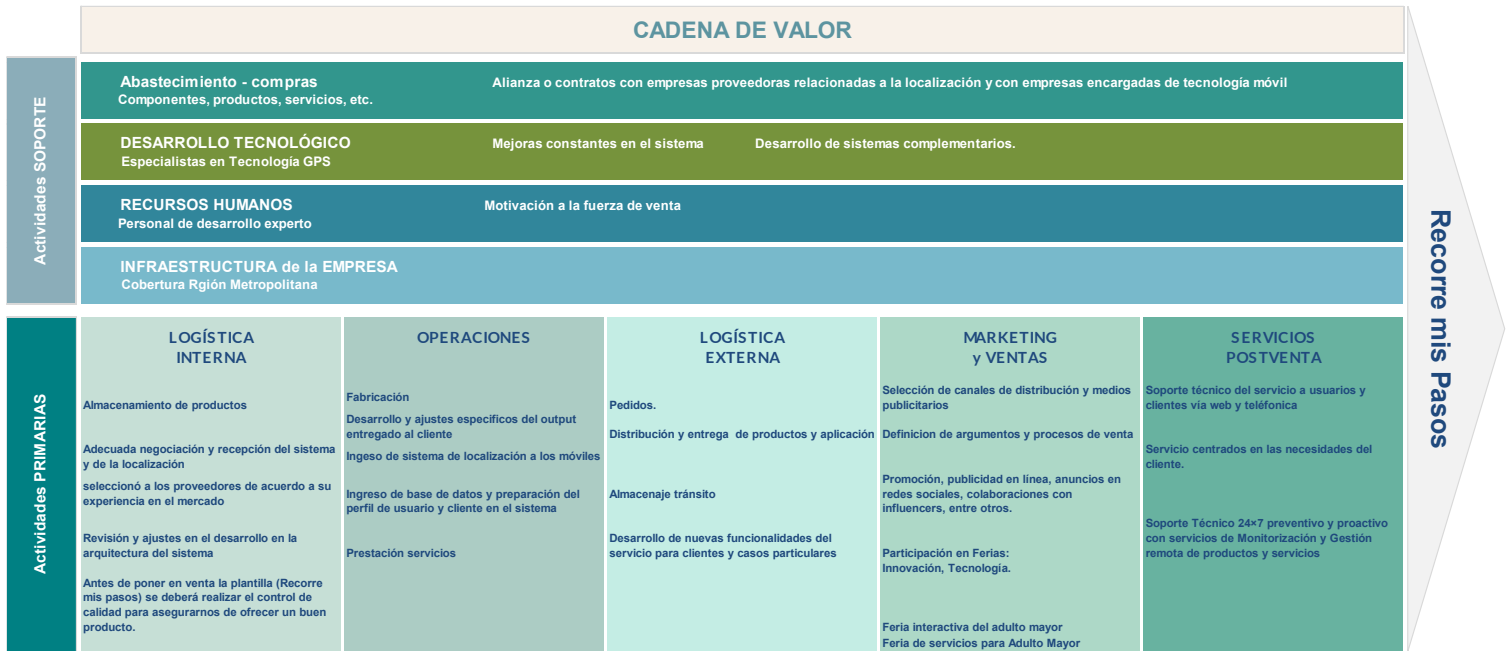 CADENA DE VALOR
Actividades SOPORTE
Abastecimiento - compras
Componentes, productos, servicios, etc.
Alianza o contratos con empresas proveedoras relacionadas a la localización y con empresas encargadas de tecnología móvil
DESARROLLO TECNOLÓGICO
Especialistas en Tecnología GPS
Mejoras constantes en el sistema
Desarrollo de sistemas complementarios.
RECURSOS HUMANOS
Personal de desarrollo experto
Motivación a la fuerza de venta
INFRAESTRUCTURA de la EMPRESA
Cobertura Rgión Metropolitana
Actividades PRIMARIAS
LOGÍSTICA
INTERNA
Almacenamiento de productos
Adecuada negociación y recepción del sistema
y de la localización
seleccionó a los proveedores de acuerdo a su
experiencia en el mercado
Revisión y ajustes en el desarrollo en la
arquitectura del sistema
Antes de poner en venta la plantilla (Recorre
mis pasos) se deberá realizar el control de
calidad para asegurarnos de ofrecer un buen
producto.
OPERACIONES
Fabricación
Desarrollo y ajustes específicos del output
entregado al cliente
Ingeso de sistema de localización a los móviles
Ingreso de base de datos y preparación del
perfil de usuario y cliente en el sistema
Prestación servicios
LOGÍSTICA
EXTERNA
Pedidos.
Distribución y entrega de productos y aplicación
Almacenaje tránsito
Desarrollo de nuevas funcionalidades del
servicio para clientes y casos particulares
MARKETING
y VENTAS
Selección de canales de distribución y medios
publicitarios
Definicion de argumentos y procesos de venta
Promoción, publicidad en línea, anuncios en
redes sociales, colaboraciones con
influencers, entre otros.
Participación en Ferias:
Innovación, Tecnología.
Feria interactiva del adulto mayor
Feria de servicios para Adulto Mayor
SERVICIOS
POSTVENTA
Soporte técnico del servicio a usuarios y
clientes vía web y teléfonica
Servicio centrados en las necesidades del
cliente.
Soporte Técnico 24×7 preventivo y proactivo
con servicios de Monitorización y Gestión
remota de productos y servicios
Recorre mis Pasos